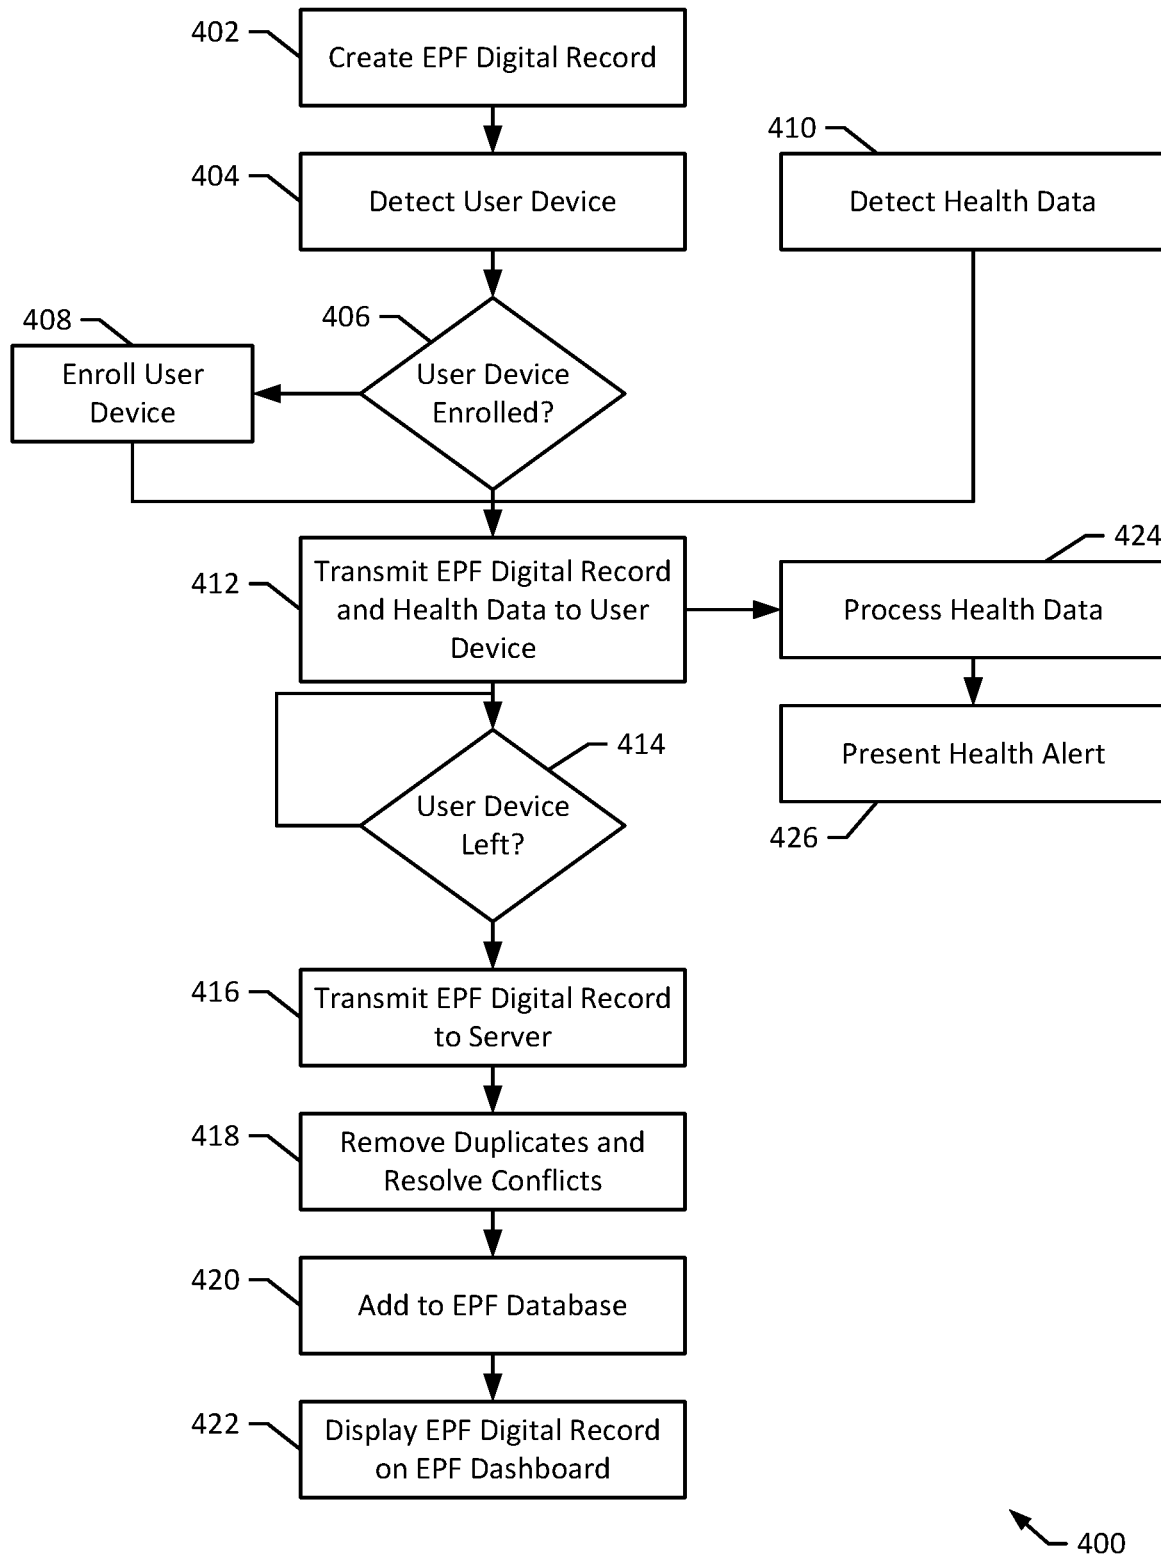 402
Create EPF Digital Record
410
404
Detect User Device
Detect Health Data
408
406
Enroll User
Device
User Device
Enrolled?
412
Transmit EPF Digital Record
and Health Data to User
Device
424
Process Health Data
414
User Device
Left?
Present Health Alert
426
416
Transmit EPF Digital Record
to Server
418
Remove Duplicates and
Resolve Conflicts
420
Add to EPF Database
422
Display EPF Digital Record
on EPF Dashboard
400